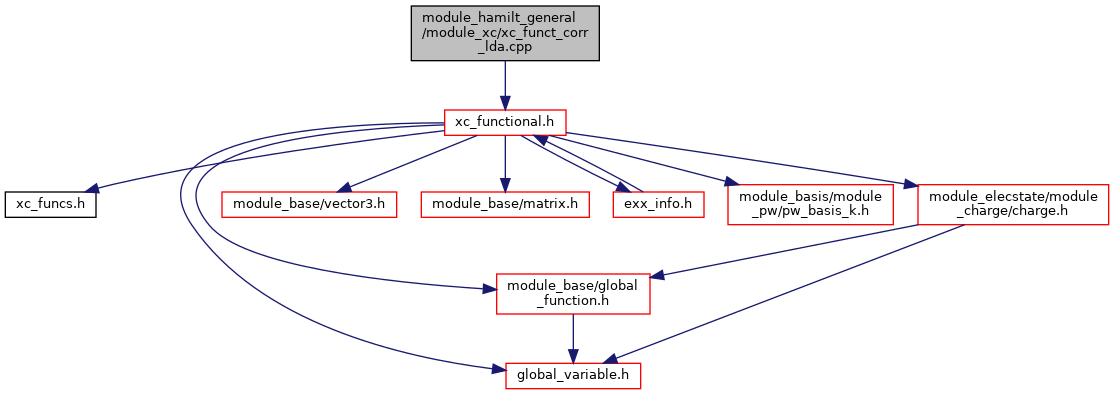 module_hamilt_general
/module_xc/xc_funct_corr
_lda.cpp
xc_functional.h
xc_funcs.h
module_base/vector3.h
module_base/matrix.h
exx_info.h
module_basis/module
_pw/pw_basis_k.h
module_elecstate/module
_charge/charge.h
module_base/global
_function.h
global_variable.h